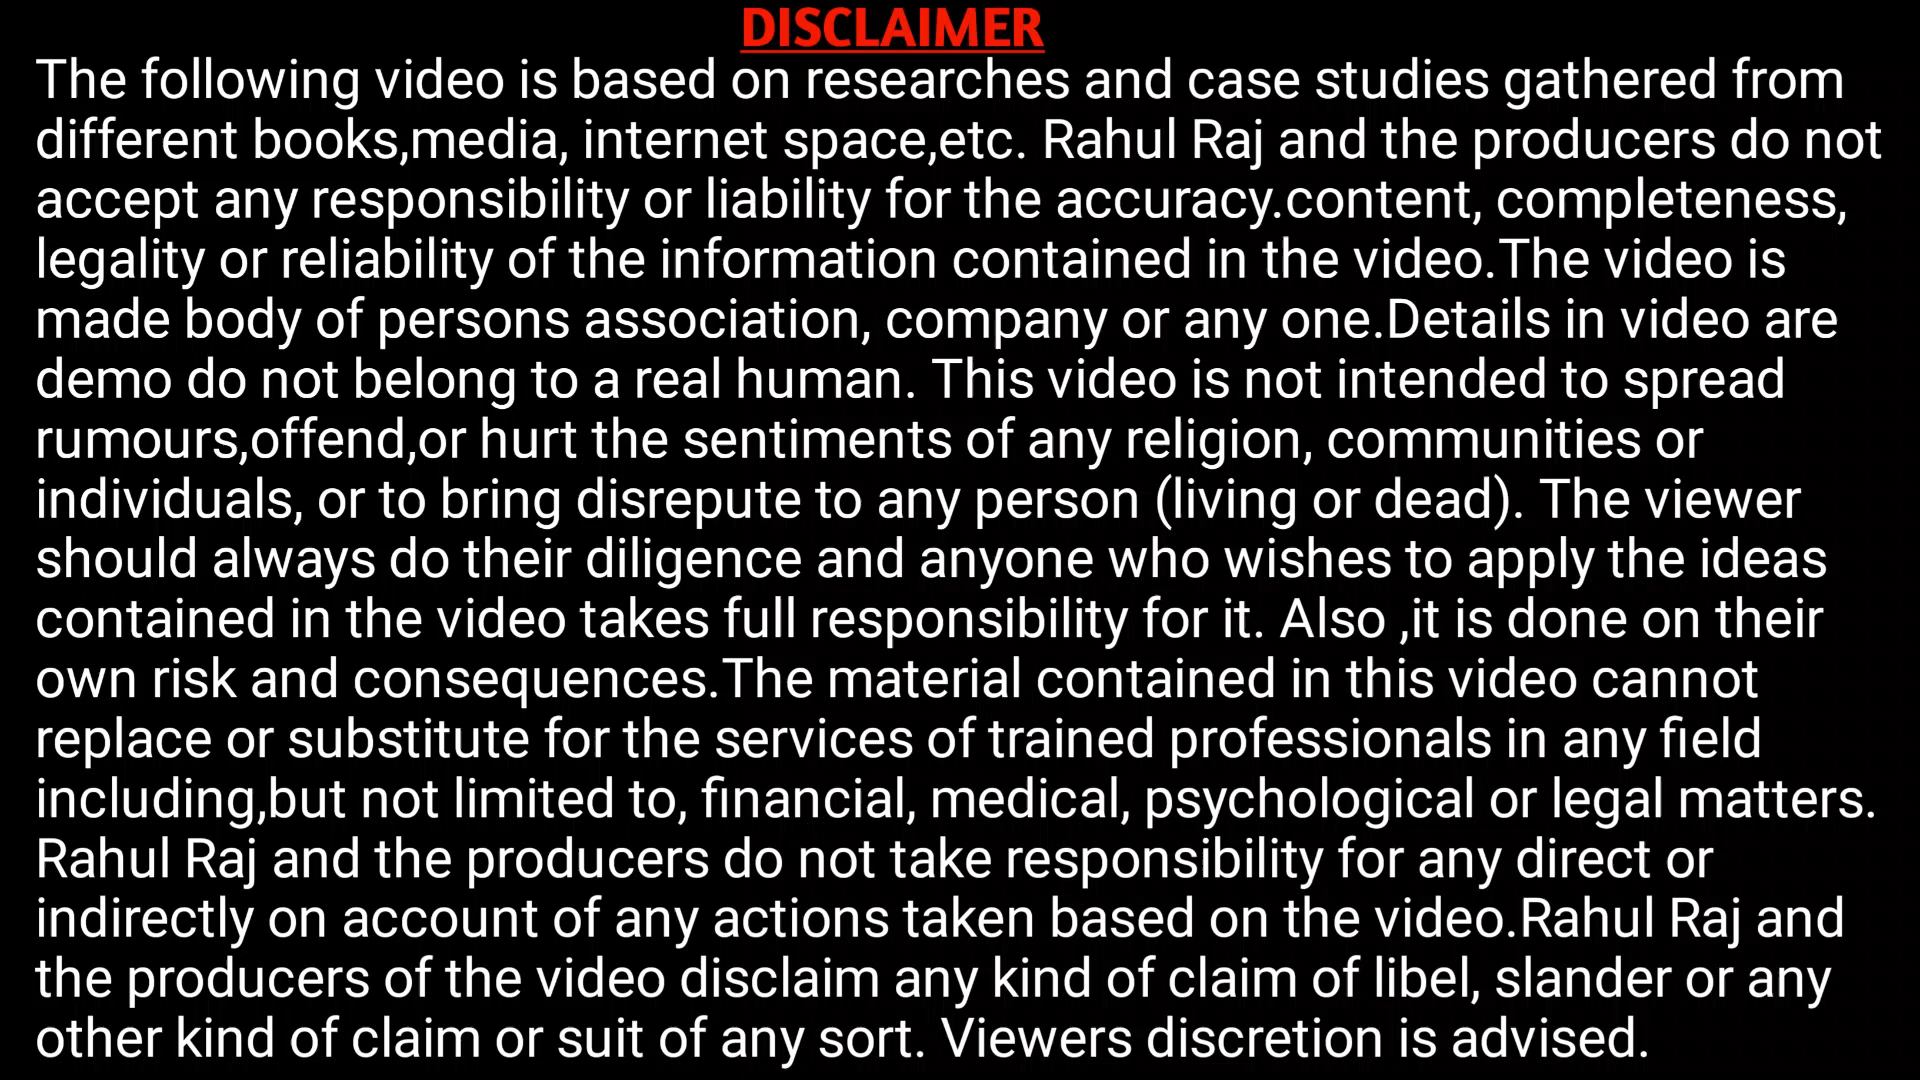 DISCLAIMER
The following video is based on researches and case studies gathered from
different books,media, internet space,etc. Rahul Raj and the producers do not
accept any responsibility or liability for the accuracy.content, completeness,
legality or reliability of the information contained in the video.The video is
made body of persons association, company or any one.Details in video are
demo do not belong to a real human. This video is not intended to spread
rumours,offend,or hurt the sentiments of any religion, communities or
individuals, or to bring disrepute to any person (living or dead). The viewer
should always do their diligence and anyone who wishes to apply the ideas
contained in the video takes full responsibility for it. Also ,it is done on their
own risk and consequences.The material contained in this video cannot
replace or substitute for the services of trained professionals in any field
including,but not limited to, financial, medical, psychological or legal matters.
Rahul Raj and the producers do not take responsibility for any direct or
indirectly on account of any actions taken based on the video.Rahul Raj and
the producers of the video disclaim any kind of claim of libel, slander or any
other kind of claim or suit of any sort. Viewers discretion is advised.